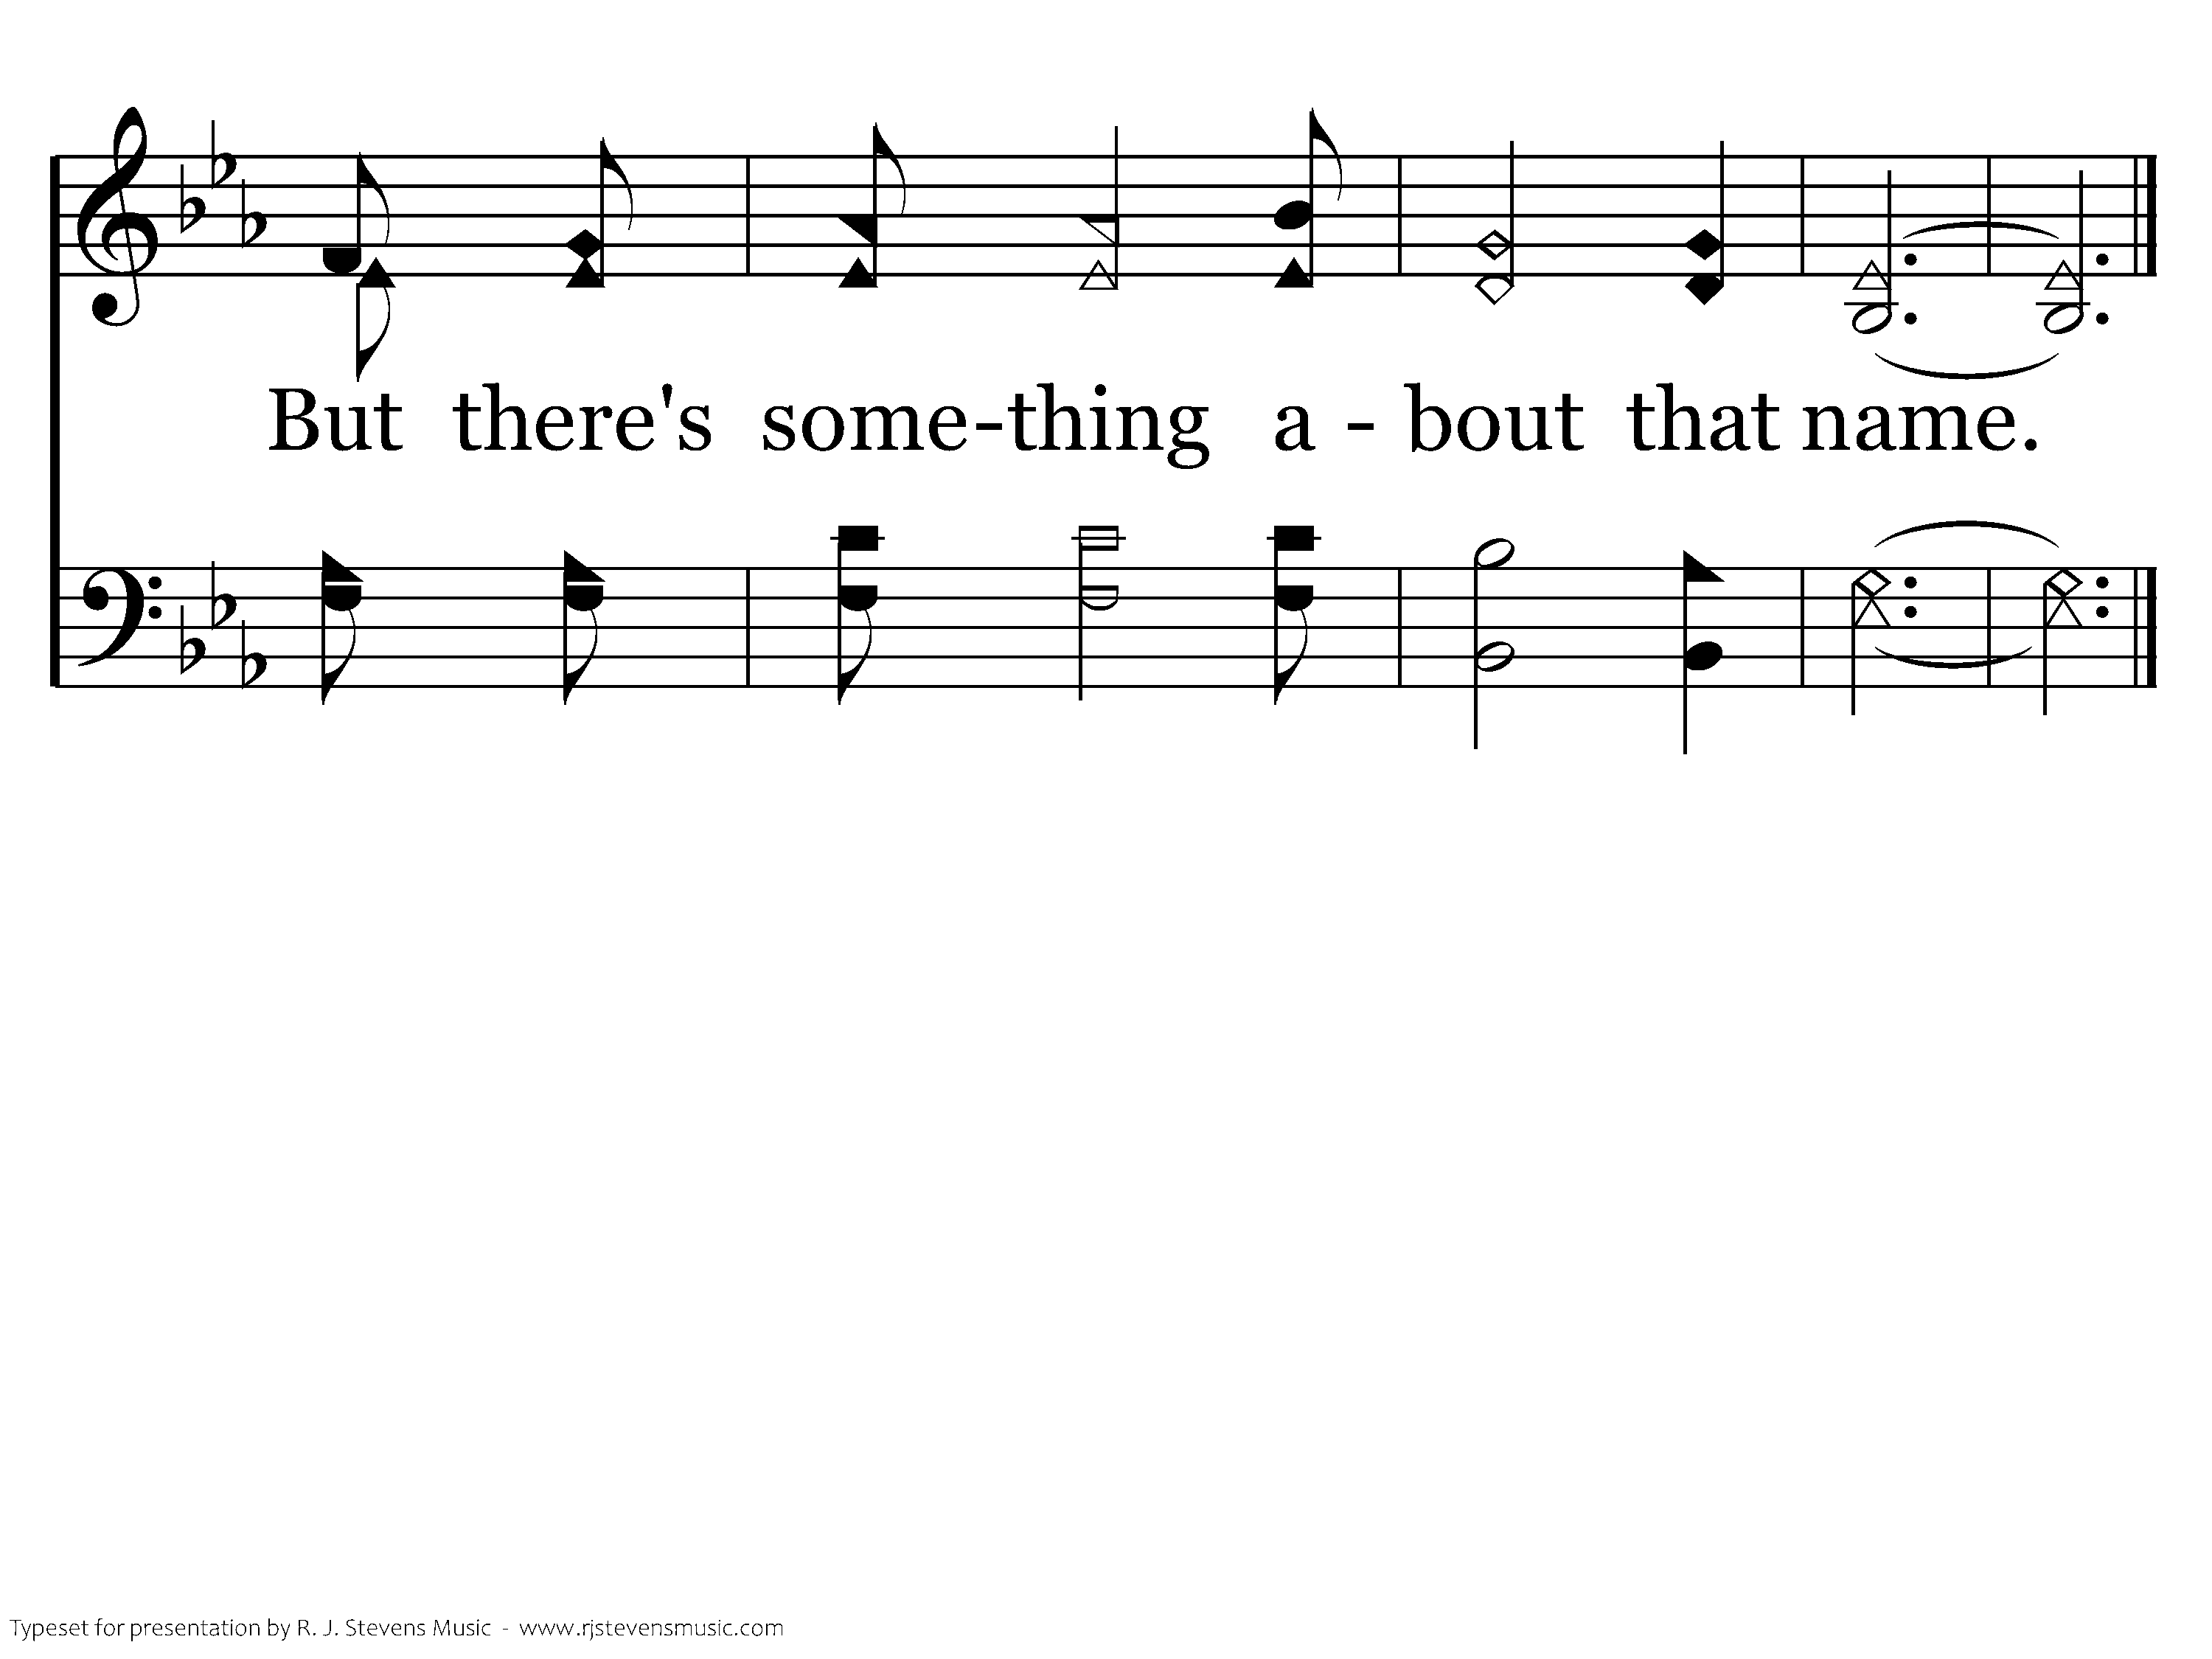 But there's some-thing a - bout that name.
Typeset for presentation by R. J. Stevens Music - www.rjstevensmusic.com